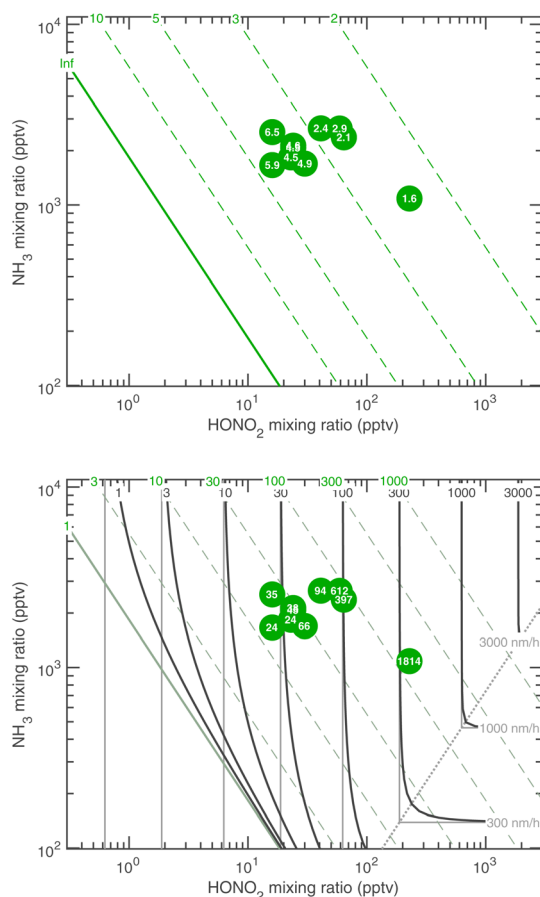 10 5 3 2
10⁴
Inf
6.5 2.4 2.9
2.1
4.5
5.9 4.9
1.6
10³
NH₃ mixing ratio (pptv)
10²
10⁰ 10¹ 10² 10³
HONO₂ mixing ratio (pptv)
3 10 30 100 300 1000
10⁴
1 3 10 30 100 300 1000 3000
1
35 94 612
397
38
24
24 66
1814
3000 nm/h
10³
1000 nm/h
300 nm/h
NH₃ mixing ratio (pptv)
10²
10⁰ 10¹ 10² 10³
HONO₂ mixing ratio (pptv)